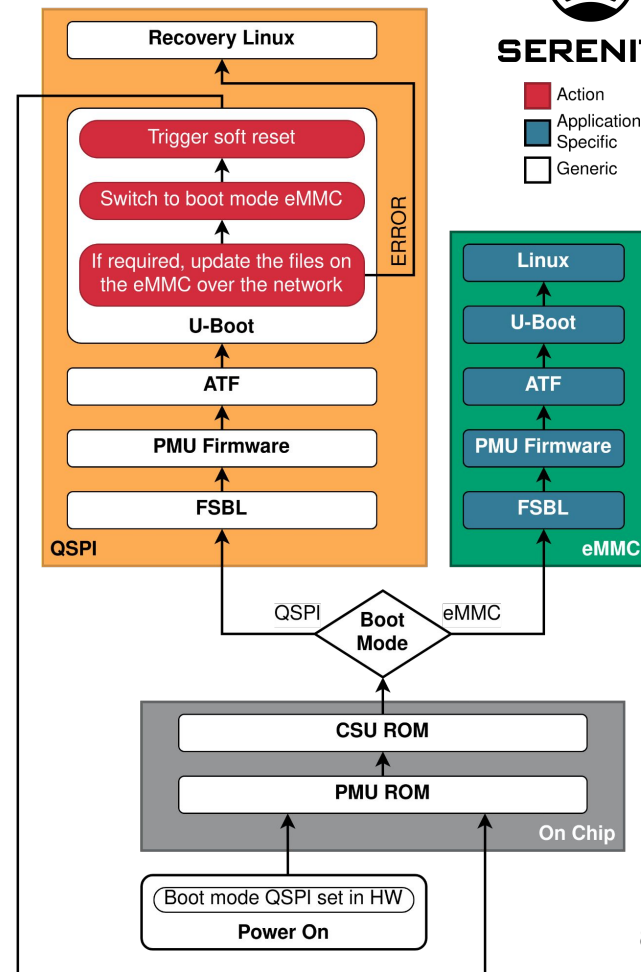 SERENIT
Action
Application
Specific
Generic
Recovery Linux
Trigger soft reset
Switch to boot mode eMMC
If required, update the files on
the eMMC over the network
ERROR
U-Boot
ATF
PMU Firmware
FSBL
QSPI
Linux
U-Boot
ATF
PMU Firmware
FSBL
eMMC
QSPI
Boot
Mode
eMMC
CSU ROM
PMU ROM
On Chip
Boot mode QSPI set in HW
Power On